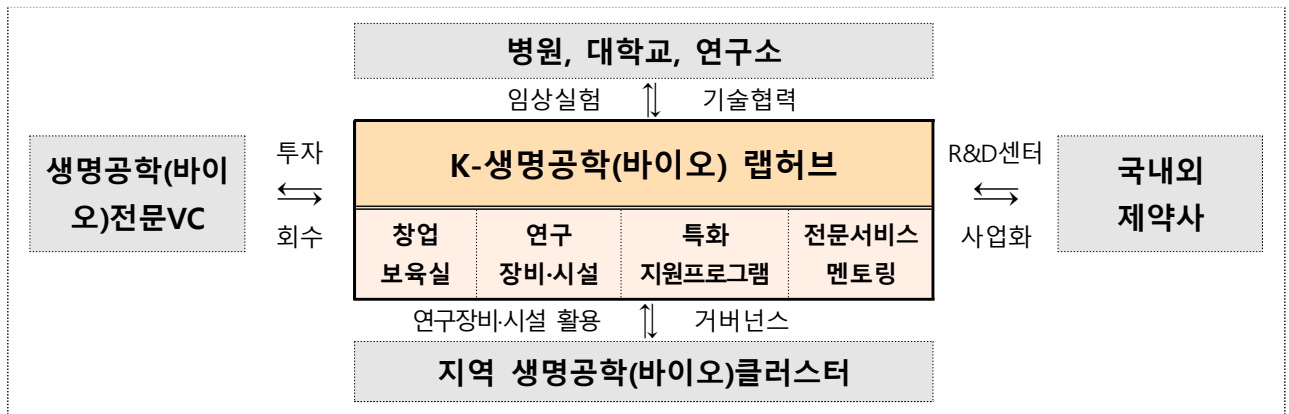 병원, 대학교, 연구소
임상실험 ⇅ 기술협력
생명공학(바이
오)전문VC
투자
⇆
회수
K-생명공학(바이오) 랩허브
창업
보육실
연구
장비·시설
특화
지원프로그램
전문서비스
멘토링
R&D센터
⇆
사업화
국내외
제약사
연구장비·시설 활용 ⇅ 거버넌스
지역 생명공학(바이오)클러스터